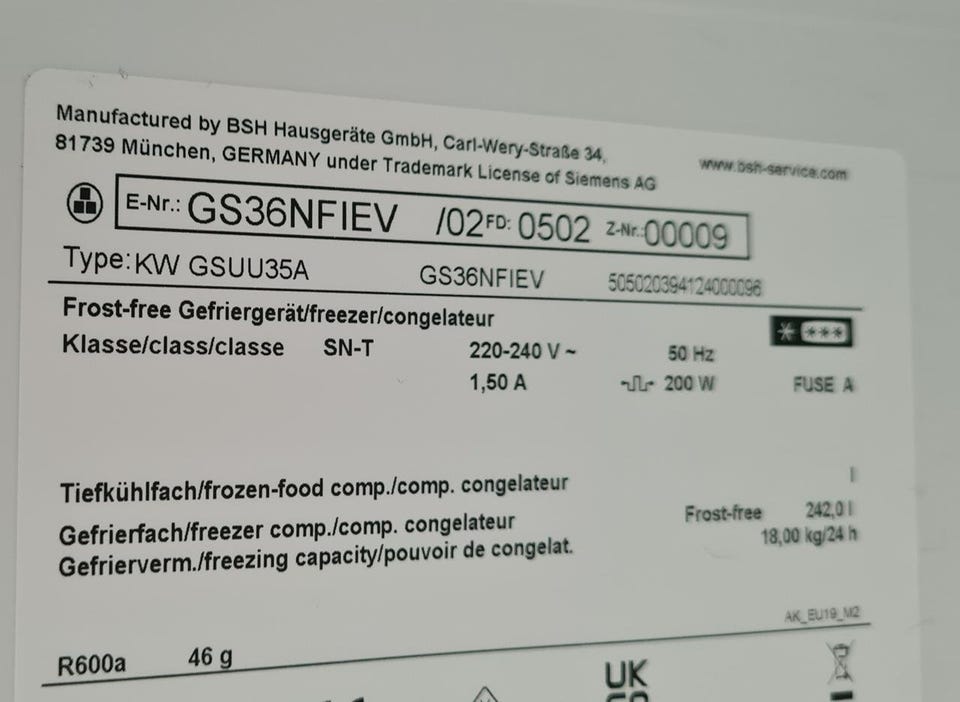 Manufactured by BSH Hausgeräte GmbH, Carl-Wery-Straße 34,
81739 München, GERMANY under Trademark License of Siemens AG
www.bsh-service.com
E-Nr.: GS36NFIEV /02 FD: 0502 Z-Nr.: 00009
Type: KW GSUU35A GS36NFIEV 505020394124000096
Frost-free Gefriergerät/freezer/congelateur
Klasse/class/classe SN-T 220-240 V ~ 50 Hz
1,50 A 200 W FUSE A
Tiefkühlfach/frozen-food comp./comp. congelateur l
Gefrierfach/freezer comp./comp. congelateur Frost-free 242,0 l
Gefrierverm./freezing capacity/pouvoir de congelat. 18,00 kg/24 h
AK_EU19_M2
R600a 46 g
UK